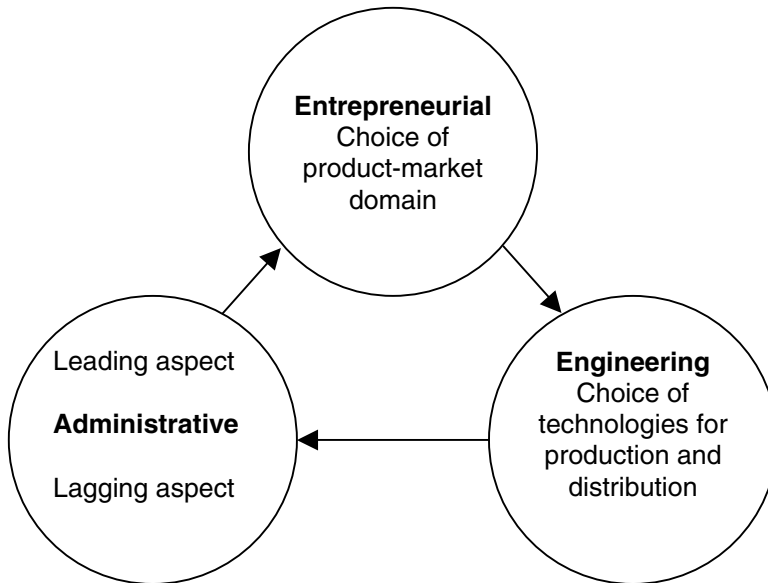 Entrepreneurial
Choice of
product-market
domain
Leading aspect
Administrative
Lagging aspect
Engineering
Choice of
technologies for
production and
distribution